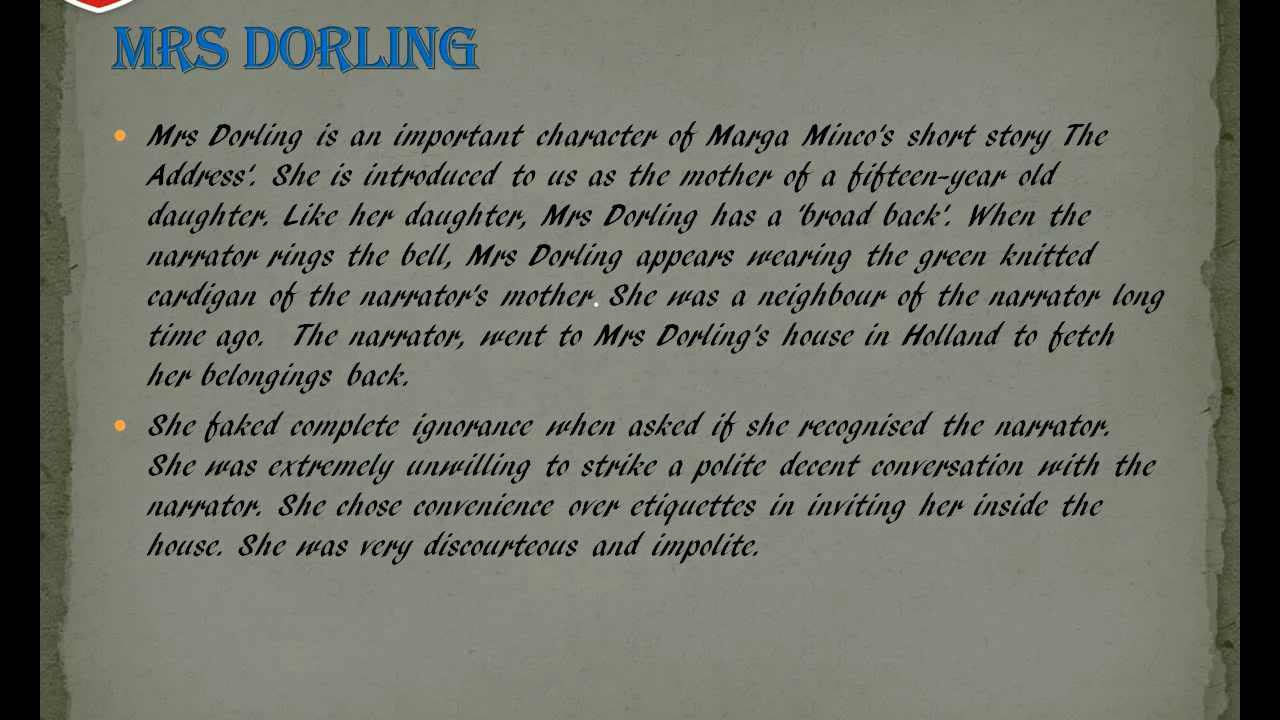 MRS DORLING
Mrs Dorling is an important character of Marga Minco's short story The
Address'. She is introduced to us as the mother of a fifteen-year old
daughter. Like her daughter, Mrs Dorling has a 'broad back'. When the
narrator rings the bell, Mrs Dorling appears wearing the green knitted
cardigan of the narrator's mother. She was a neighbour of the narrator long
time ago. The narrator, went to Mrs Dorling's house in Holland to fetch
her belongings back.
She faked complete ignorance when asked if she recognised the narrator.
She was extremely unwilling to strike a polite decent conversation with the
narrator. She chose convenience over etiquettes in inviting her inside the
house. She was very discourteous and impolite.